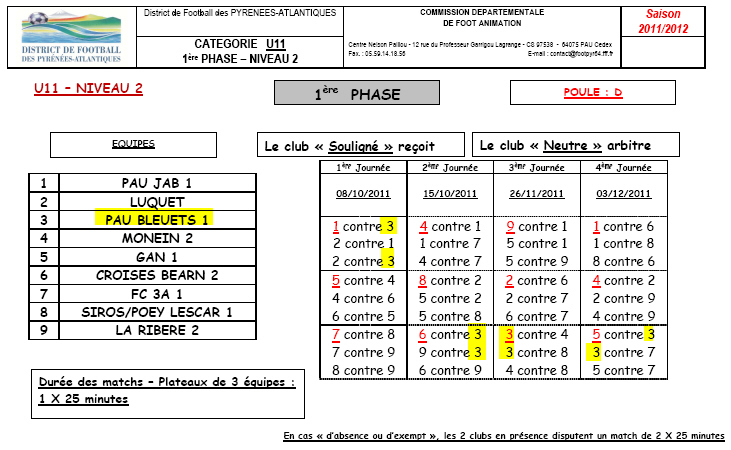 District de Football des PYRENEES-ATLANTIQUES
COMMISSION DEPARTEMENTALE
DE FOOT ANIMATION
Saison
2011/2012
CATEGORIE U11
1ère PHASE – NIVEAU 2
Centre Nelson Paillou - 12 rue du Professeur Garrigou Lagrange - CS 97538 - 64075 PAU Cedex
Fax. : 05.59.14.18.56 E-mail : contact@footpyr64.fff.fr
DISTRICT DE FOOTBALL
DES PYRÉNÉES-ATLANTIQUES
U11 – NIVEAU 2
1ère PHASE
POULE : D
EQUIPES
Le club « Souligné » reçoit
Le club « Neutre » arbitre
1 PAU JAB 1
2 LUQUET
3 PAU BLEUETS 1
4 MONEIN 2
5 GAN 1
6 CROISES BEARN 2
7 FC 3A 1
8 SIROS/POEY LESCAR 1
9 LA RIBERE 2
1ère Journée 2ème Journée 3ème Journée 4ème Journée
08/10/2011 15/10/2011 26/11/2011 03/12/2011
1 contre 3 4 contre 1 9 contre 1 1 contre 6
2 contre 1 1 contre 7 5 contre 1 1 contre 8
2 contre 3 4 contre 7 5 contre 9 8 contre 6
5 contre 4 8 contre 2 2 contre 6 4 contre 2
4 contre 6 5 contre 2 2 contre 7 2 contre 9
6 contre 5 5 contre 8 6 contre 7 4 contre 9
7 contre 8 6 contre 3 3 contre 4 5 contre 3
7 contre 9 9 contre 3 3 contre 8 3 contre 7
8 contre 9 6 contre 9 4 contre 8 5 contre 7
Durée des matchs – Plateaux de 3 équipes :
1 X 25 minutes
En cas « d'absence ou d'exempt », les 2 clubs en présence disputent un match de 2 X 25 minutes